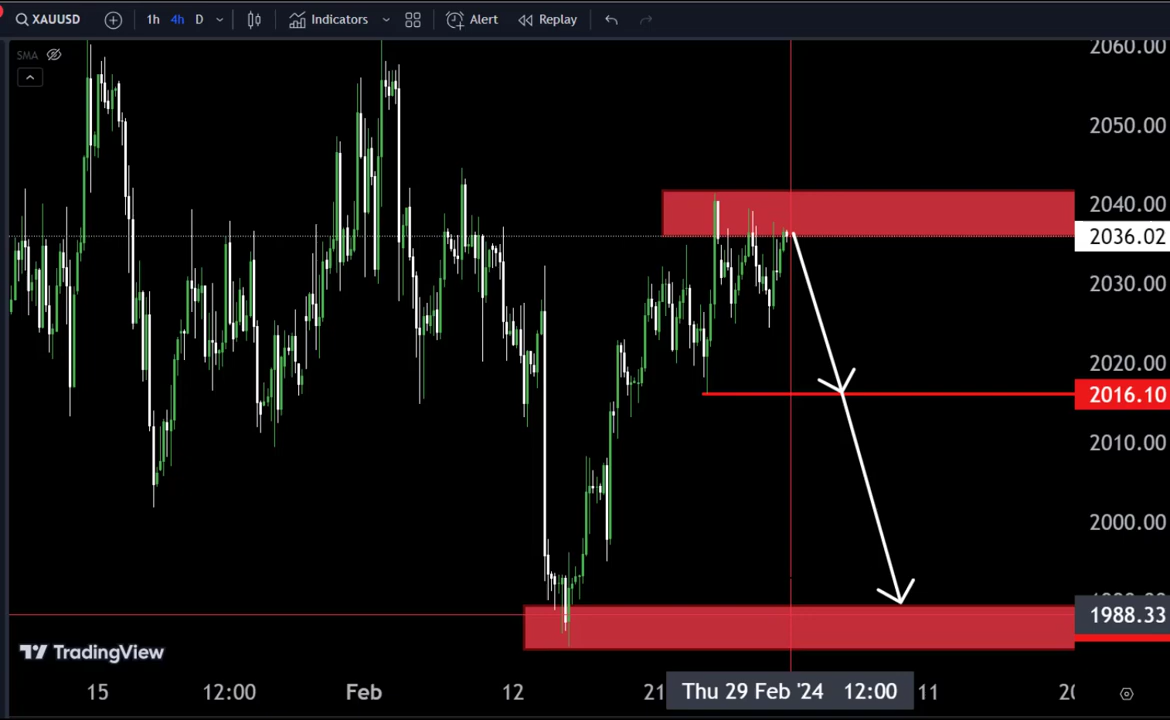 XAUUSD 1h 4h D Indicators Alert Replay
SMA
2060.00
2050.00
2040.00
2036.02
2030.00
2020.00
2016.10
2010.00
2000.00
1988.33
TradingView
15 12:00 Feb 12 21 Thu 29 Feb '24 12:00 11